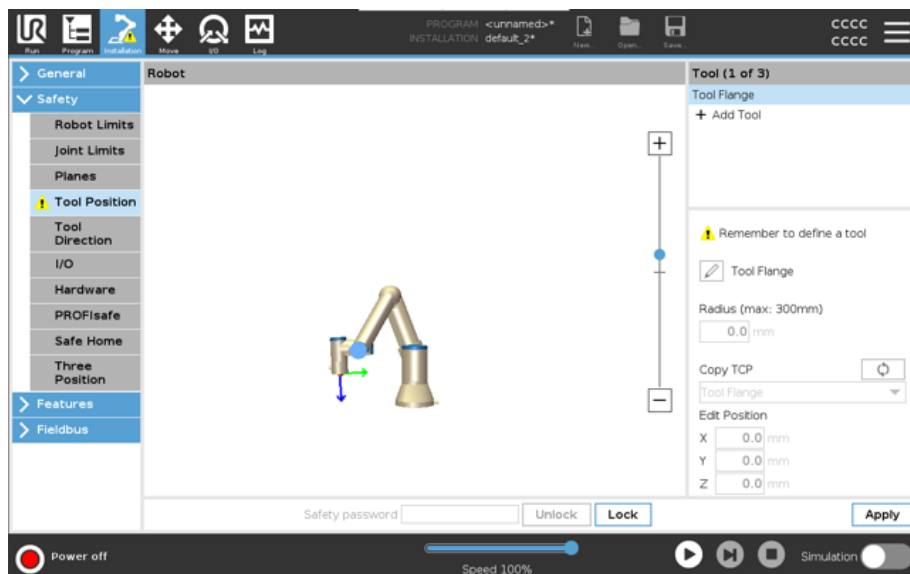 UR
Run
Program
Installation
Move
I/O
Log
PROGRAM <unnamed>*
INSTALLATION default_2*
New...
Open...
Save...
CCCC
CCCC
General
Safety
Robot Limits
Joint Limits
Planes
Tool Position
Tool
Direction
I/O
Hardware
PROFIsafe
Safe Home
Three
Position
Features
Fieldbus
Robot
Tool (1 of 3)
Tool Flange
+ Add Tool
Remember to define a tool
Tool Flange
Radius (max: 300mm)
0.0 mm
Copy TCP
Tool Flange
Edit Position
X 0.0 mm
Y 0.0 mm
Z 0.0 mm
Safety password
Unlock
Lock
Apply
Power off
Speed 100%
Simulation